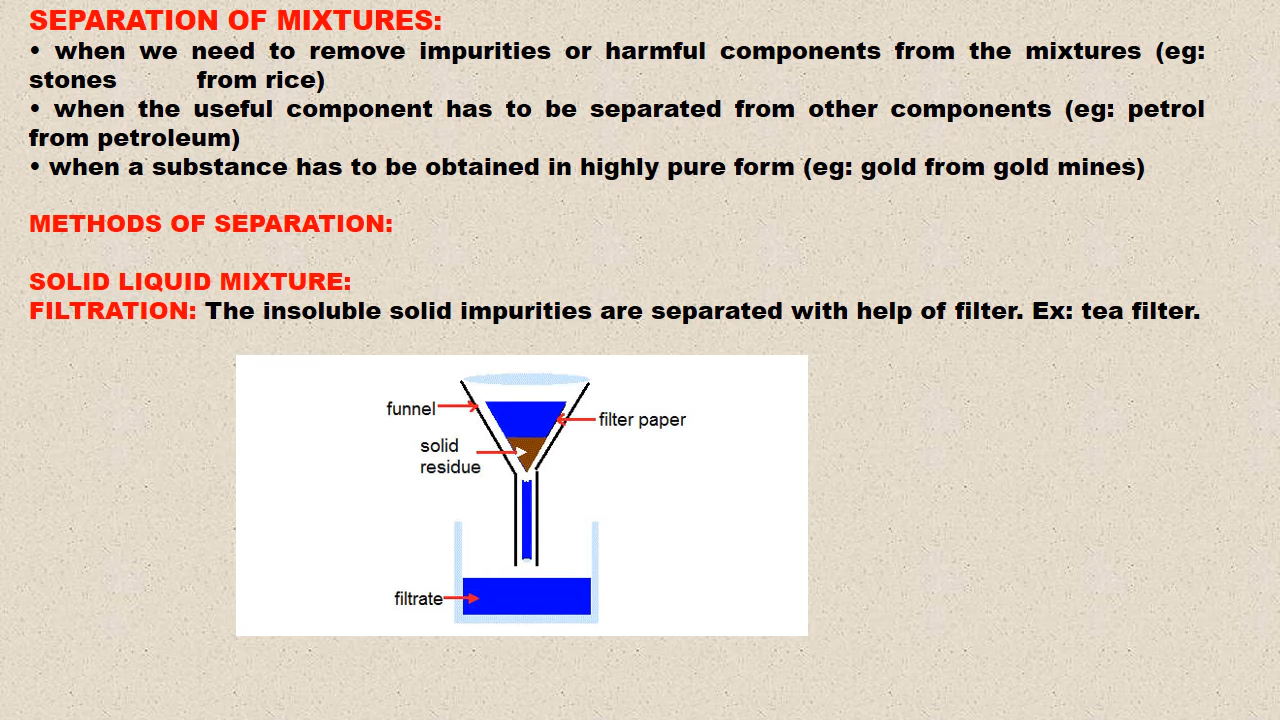 SEPARATION OF MIXTURES:
• when we need to remove impurities or harmful components from the mixtures (eg:
stones from rice)
• when the useful component has to be separated from other components (eg: petrol
from petroleum)
• when a substance has to be obtained in highly pure form (eg: gold from gold mines)
METHODS OF SEPARATION:
SOLID LIQUID MIXTURE:
FILTRATION: The insoluble solid impurities are separated with help of filter. Ex: tea filter.
funnel
filter paper
solid
residue
filtrate